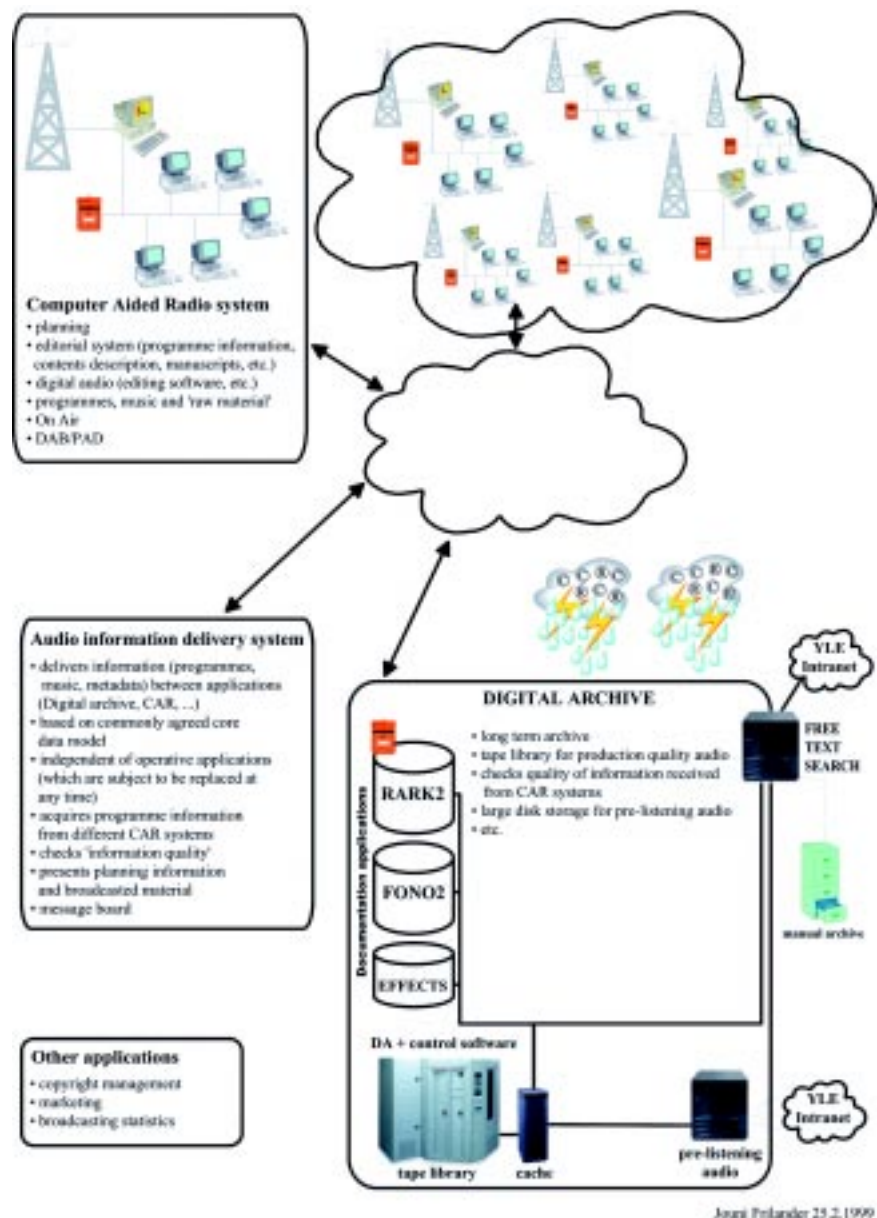 Computer Aided Radio system
• planning
• editorial system (programme information,
contents description, manuscripts, etc.)
• digital audio (editing software, etc.)
• programmes, music and 'raw material'
• On Air
• DAB/PAD
Audio information delivery system
• delivers information (programmes,
music, metadata) between applications
(Digital archive, CAR, ...)
• based on commonly agreed core
data model
• independent of operative applications
(which are subject to be replaced at
any time)
• acquires programme information
from different CAR systems
• checks 'information quality'
• presents planning information
and broadcasted material
• message board
Other applications
• copyright management
• marketing
• broadcasting statistics
YLE
Intranet
DIGITAL ARCHIVE
• long term archive
• tape library for production quality audio
• checks quality of information received
from CAR systems
• large disk storage for pre-listening audio
• etc.
FREE
TEXT
SEARCH
Documentation applications
RARK2
FONO2
EFFECTS
manual archive
DA + control software
tape library
cache
pre-listening
audio
YLE
Intranet
Jouni Frilander 25.2.1999